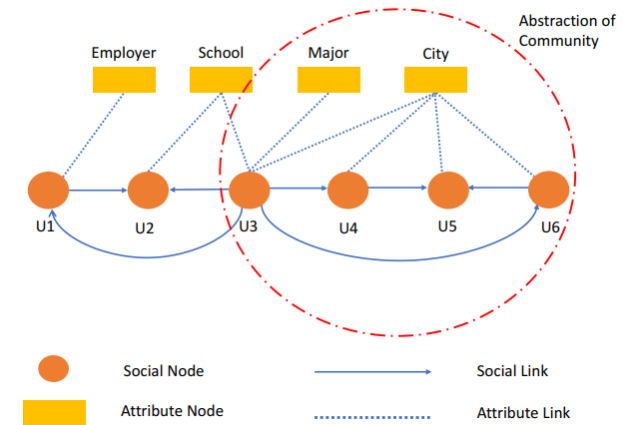 Abstraction of
Community
Employer School Major City
U1 U2 U3 U4 U5 U6
Social Node Social Link
Attribute Node Attribute Link